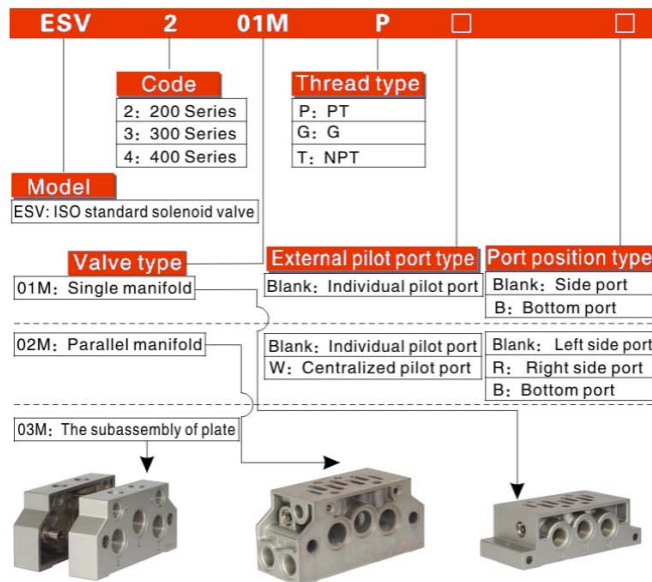 ESV 2 01M P □ □
Code
2: 200 Series
3: 300 Series
4: 400 Series
Thread type
P: PT
G: G
T: NPT
Model
ESV: ISO standard solenoid valve
Valve type
External pilot port type
Port position type
01M: Single manifold
Blank: Individual pilot port
Blank: Side port
B: Bottom port
02M: Parallel manifold
Blank: Individual pilot port
W: Centralized pilot port
Blank: Left side port
R: Right side port
B: Bottom port
03M: The subassembly of plate